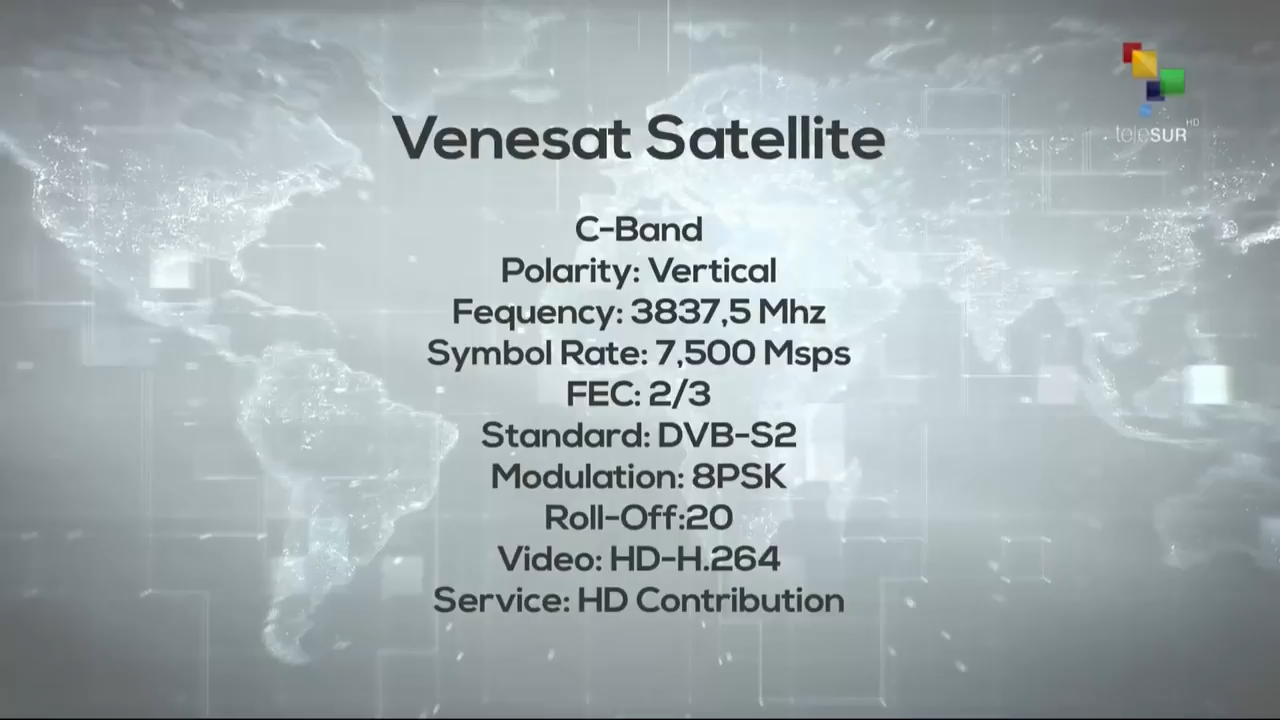 Venesat Satellite
HD
teleSUR
C-Band
Polarity: Vertical
Fequency: 3837,5 Mhz
Symbol Rate: 7,500 Msps
FEC: 2/3
Standard: DVB-S2
Modulation: 8PSK
Roll-Off:20
Video: HD-H.264
Service: HD Contribution